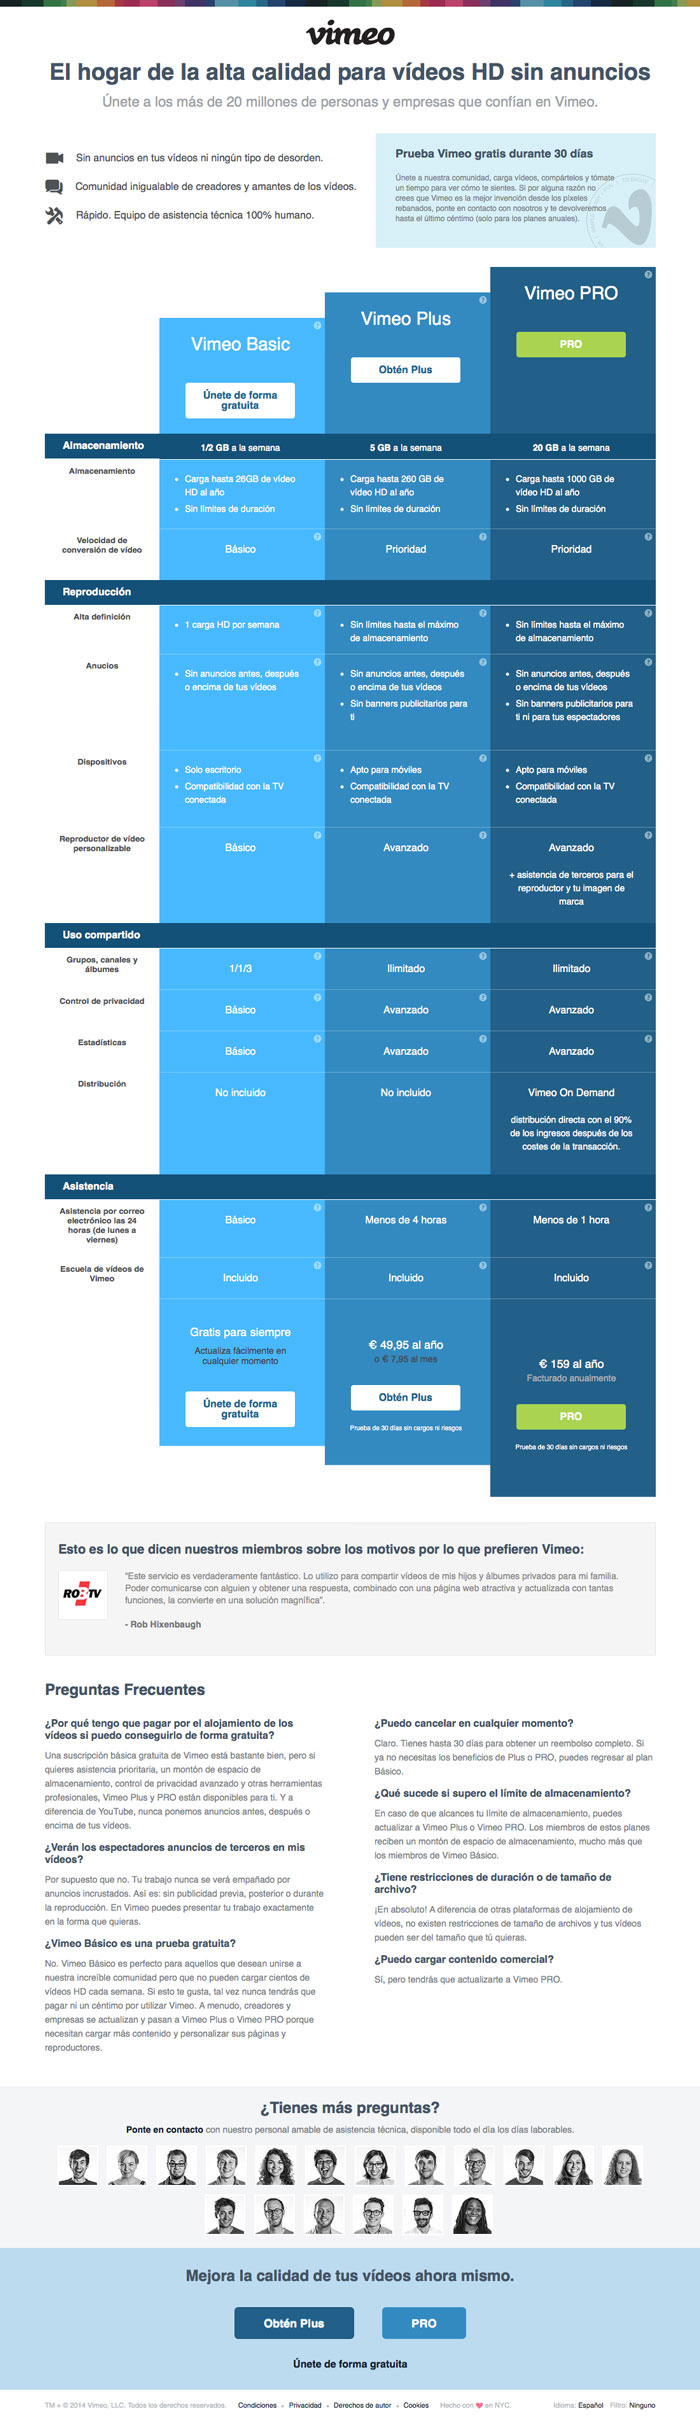 vimeo
El hogar de la alta calidad para vídeos HD sin anuncios
Únete a los más de 20 millones de personas y empresas que confían en Vimeo.
Sin anuncios en tus vídeos ni ningún tipo de desorden.
Comunidad inigualable de creadores y amantes de los vídeos.
Rápido. Equipo de asistencia técnica 100% humano.
Prueba Vimeo gratis durante 30 días
Únete a nuestra comunidad, carga vídeos, compártelos y tómate
un tiempo para ver cómo te sientes. Si por alguna razón no
crees que Vimeo es la mejor invención desde los píxeles
rebanados, ponte en contacto con nosotros y te devolveremos
hasta el último céntimo (solo para los planes anuales).
Vimeo Basic
Únete de forma
gratuita
Vimeo Plus
Obtén Plus
Vimeo PRO
PRO
Almacenamiento 1/2 GB a la semana 5 GB a la semana 20 GB a la semana
Almacenamiento
• Carga hasta 26GB de vídeo
HD al año
• Sin límites de duración
• Carga hasta 260 GB de
vídeo HD al año
• Sin límites de duración
• Carga hasta 1000 GB de
vídeo HD al año
• Sin límites de duración
Velocidad de
conversión de vídeo
Básico Prioridad Prioridad
Reproducción
Alta definición
• 1 carga HD por semana
• Sin límites hasta el máximo
de almacenamiento
• Sin límites hasta el máximo
de almacenamiento
Anucios
• Sin anuncios antes, después
o encima de tus vídeos
• Sin anuncios antes, después
o encima de tus vídeos
• Sin banners publicitarios para
ti
• Sin anuncios antes, después
o encima de tus vídeos
• Sin banners publicitarios para
ti ni para tus espectadores
Dispositivos
• Solo escritorio
• Compatibilidad con la TV
conectada
• Apto para móviles
• Compatibilidad con la TV
conectada
• Apto para móviles
• Compatibilidad con la TV
conectada
Reproductor de vídeo
personalizable
Básico Avanzado Avanzado
+ asistencia de terceros para el
reproductor y tu imagen de
marca
Uso compartido
Grupos, canales y
álbumes
1/1/3 Ilimitado Ilimitado
Control de privacidad
Básico Avanzado Avanzado
Estadísticas
Básico Avanzado Avanzado
Distribución
No incluido No incluido Vimeo On Demand
distribución directa con el 90%
de los ingresos después de los
costes de la transacción.
Asistencia
Asistencia por correo
electrónico las 24
horas (de lunes a
viernes)
Básico Menos de 4 horas Menos de 1 hora
Escuela de vídeos de
Vimeo
Incluido Incluido Incluido
Gratis para siempre
Actualiza fácilmente en
cualquier momento
Únete de forma
gratuita
€ 49,95 al año
o € 7,95 al mes
Obtén Plus
Prueba de 30 días sin cargos ni riesgos
€ 159 al año
Facturado anualmente
PRO
Prueba de 30 días sin cargos ni riesgos
Esto es lo que dicen nuestros miembros sobre los motivos por lo que prefieren Vimeo:
ROBTV
"Este servicio es verdaderamente fantástico. Lo utilizo para compartir vídeos de mis hijos y álbumes privados para mi familia.
Poder comunicarse con alguien y obtener una respuesta, combinado con una página web atractiva y actualizada con tantas
funciones, la convierte en una solución magnífica".
- Rob Hixenbaugh
Preguntas Frecuentes
¿Por qué tengo que pagar por el alojamiento de los
vídeos si puedo conseguirlo de forma gratuita?
Una suscripción básica gratuita de Vimeo está bastante bien, pero si
quieres asistencia prioritaria, un montón de espacio de
almacenamiento, control de privacidad avanzado y otras herramientas
profesionales, Vimeo Plus y PRO están disponibles para ti. Y a
diferencia de YouTube, nunca ponemos anuncios antes, después o
encima de tus vídeos.
¿Verán los espectadores anuncios de terceros en mis
vídeos?
Por supuesto que no. Tu trabajo nunca se verá empañado por
anuncios incrustados. Así es: sin publicidad previa, posterior o durante
la reproducción. En Vimeo puedes presentar tu trabajo exactamente
en la forma que quieras.
¿Vimeo Básico es una prueba gratuita?
No. Vimeo Básico es perfecto para aquellos que desean unirse a
nuestra increíble comunidad pero que no pueden cargar cientos de
vídeos HD cada semana. Si esto te gusta, tal vez nunca tendrás que
pagar ni un céntimo por utilizar Vimeo. A menudo, creadores y
empresas se actualizan y pasan a Vimeo Plus o Vimeo PRO porque
necesitan cargar más contenido y personalizar sus páginas y
reproductores.
¿Puedo cancelar en cualquier momento?
Claro. Tienes hasta 30 días para obtener un reembolso completo. Si
ya no necesitas los beneficios de Plus o PRO, puedes regresar al plan
Básico.
¿Qué sucede si supero el límite de almacenamiento?
En caso de que alcances tu límite de almacenamiento, puedes
actualizar a Vimeo Plus o Vimeo PRO. Los miembros de estos planes
reciben un montón de espacio de almacenamiento, mucho más que
los miembros de Vimeo Básico.
¿Tiene restricciones de duración o de tamaño de
archivo?
¡En absoluto! A diferencia de otras plataformas de alojamiento de
vídeos, no existen restricciones de tamaño de archivos y tus vídeos
pueden ser del tamaño que tú quieras.
¿Puedo cargar contenido comercial?
Sí, pero tendrás que actualizarte a Vimeo PRO.
¿Tienes más preguntas?
Ponte en contacto con nuestro personal amable de asistencia técnica, disponible todo el día los días laborables.
Mejora la calidad de tus vídeos ahora mismo.
Obtén Plus PRO
Únete de forma gratuita
TM + © 2014 Vimeo, LLC. Todos los derechos reservados. Condiciones • Privacidad • Derechos de autor • Cookies Hecho con ❤ en NYC. Idioma: Español Filtro: Ninguno